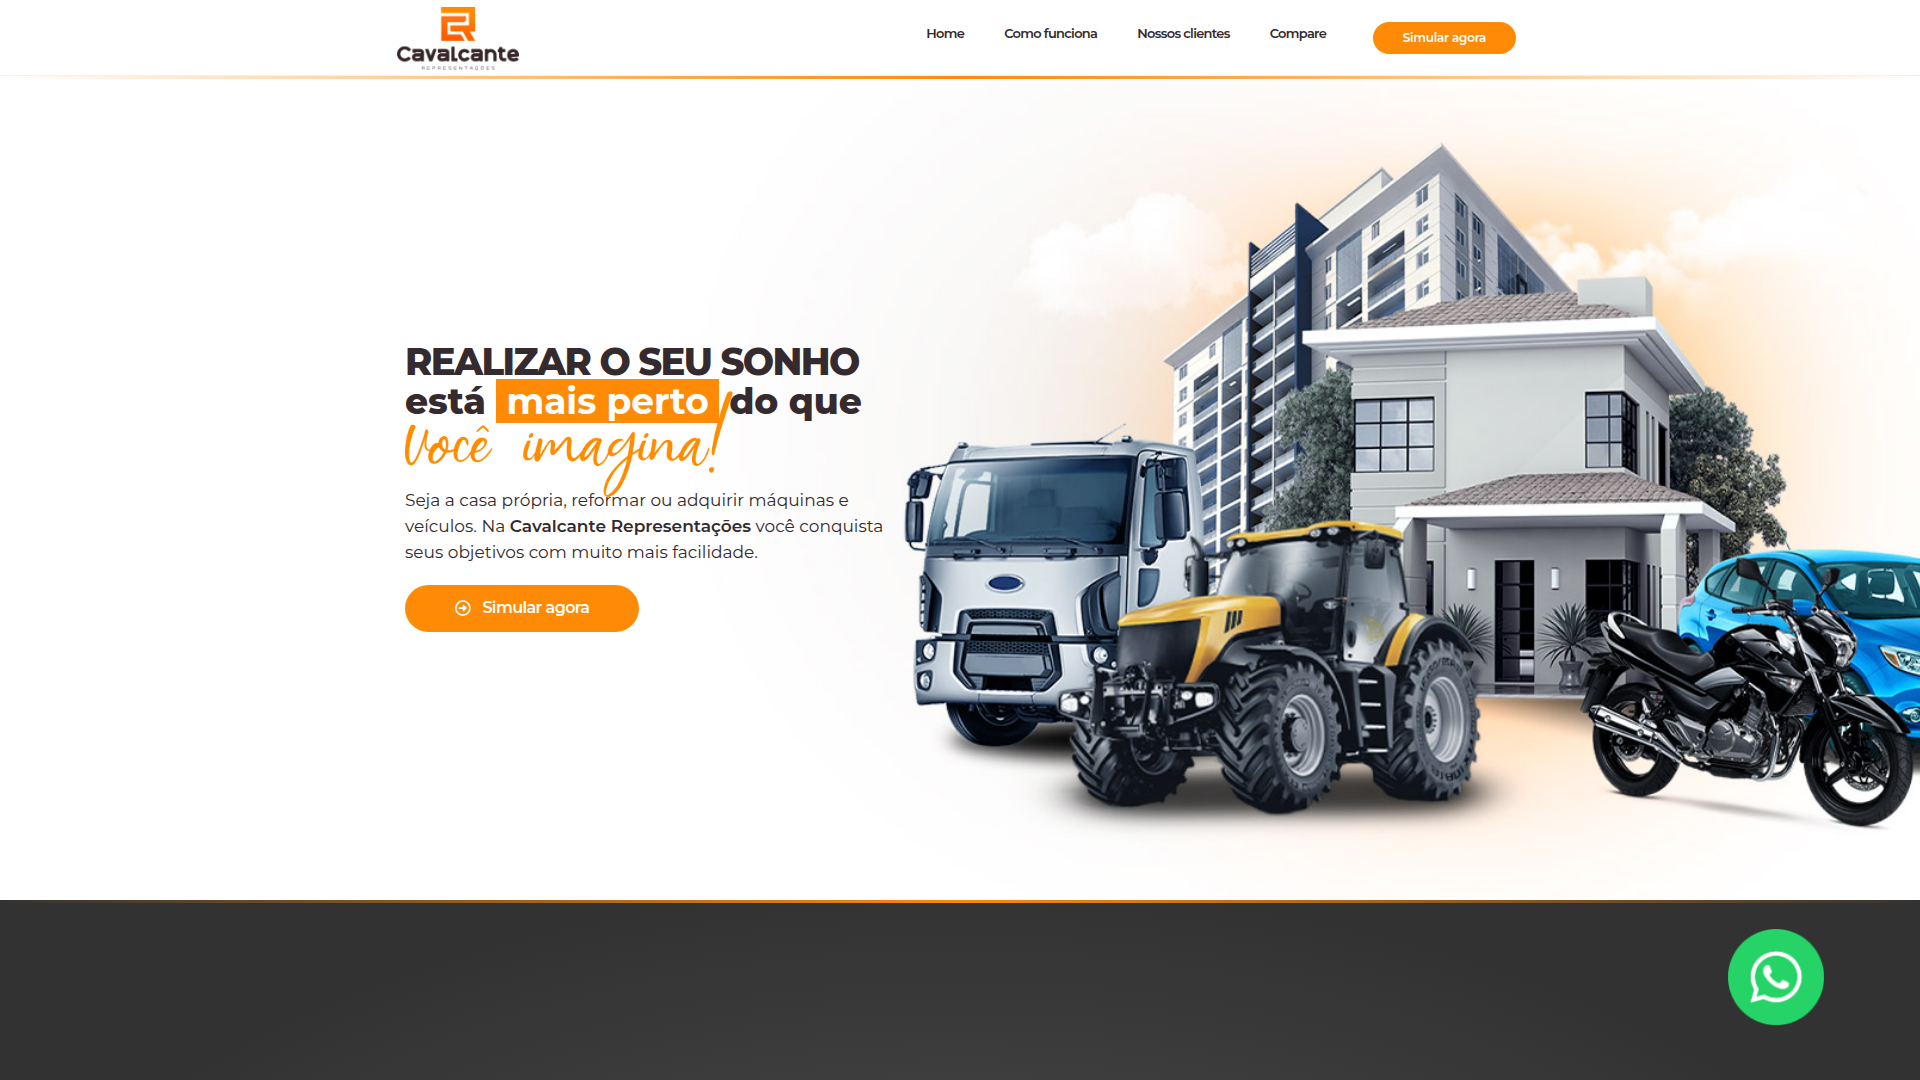 Cavalcante
REPRESENTAÇÕES
Home
Como funciona
Nossos clientes
Compare
Simular agora
REALIZAR O SEU SONHO
está mais perto do que
Você imagina!
Seja a casa própria, reformar ou adquirir máquinas e
veículos. Na Cavalcante Representações você conquista
seus objetivos com muito mais facilidade.
Simular agora